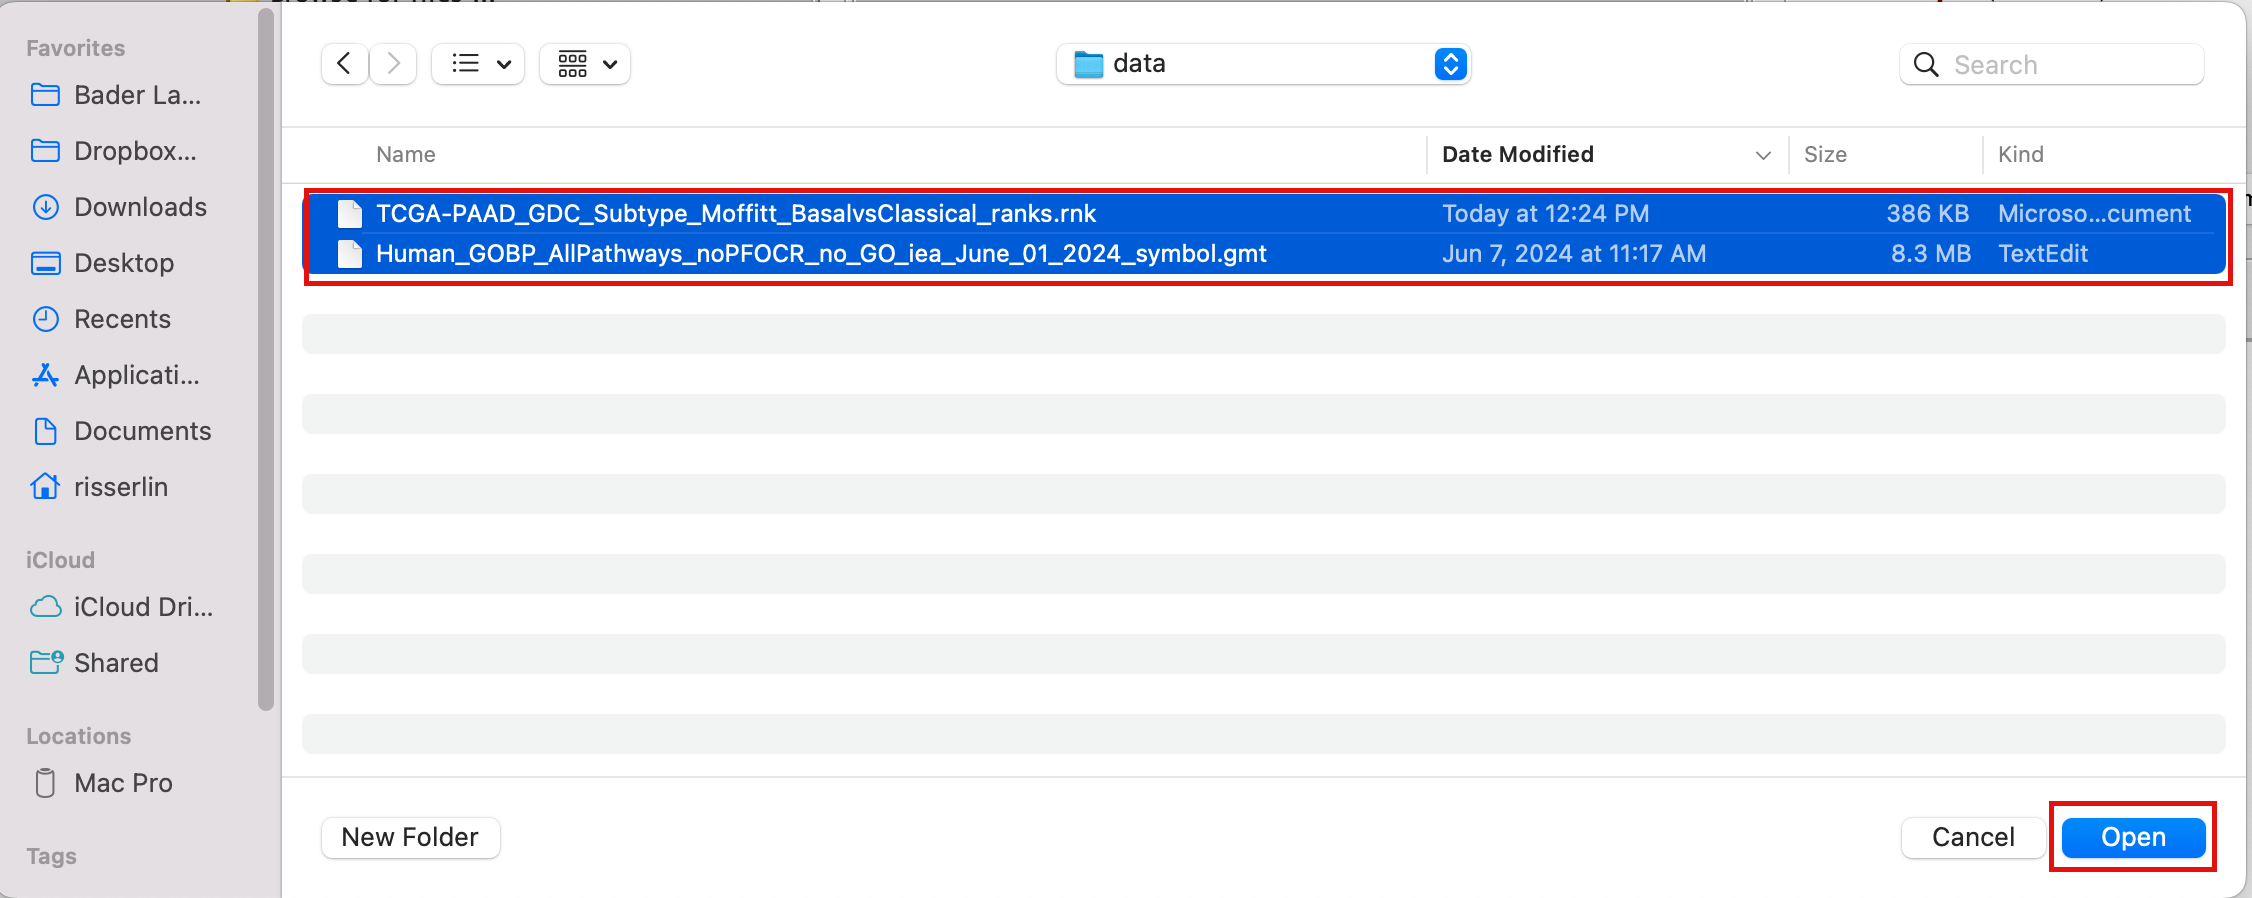 Favorites
Bader La...
Dropbox...
Downloads
Desktop
Recents
Applicati...
Documents
risserlin
iCloud
iCloud Dri...
Shared
Locations
Mac Pro
Tags
data
Search
Name Date Modified Size Kind
TCGA-PAAD_GDC_Subtype_Moffitt_BasalvsClassical_ranks.rnk Today at 12:24 PM 386 KB Microso...cument
Human_GOBP_AllPathways_noPFOCR_no_GO_iea_June_01_2024_symbol.gmt Jun 7, 2024 at 11:17 AM 8.3 MB TextEdit
New Folder Cancel Open